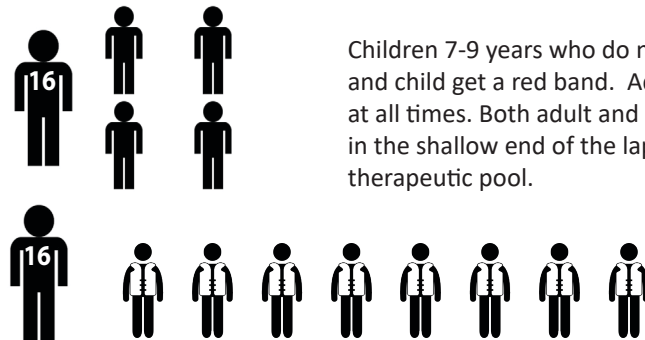 16
Children 7-9 years who do
and child get a red band.
at all times. Both adult and
in the shallow end of the
therapeutic pool.
16